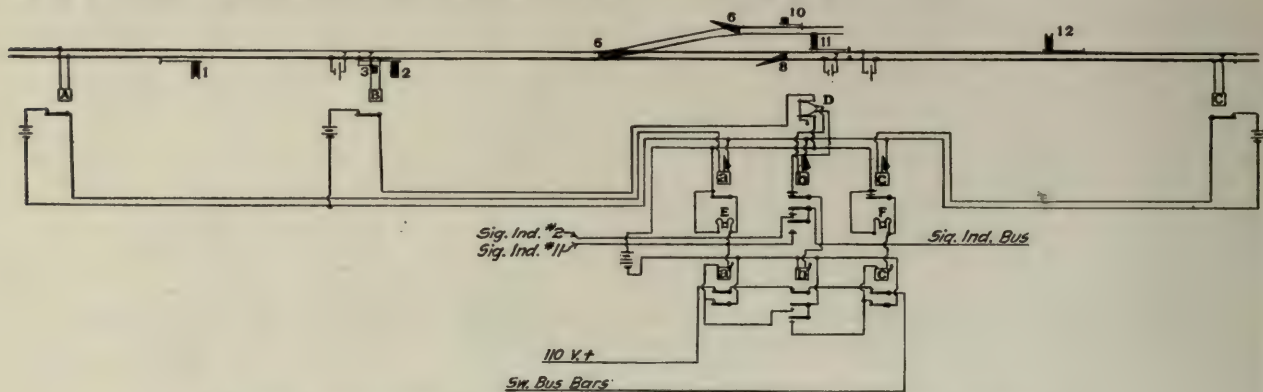 10
6
12
5
11
1
3
2
8
A
B
C
D
a
b
C
E
F
Sig. Ind. #2
Sig. Ind. #11
Sig. Ind. Bus
B
D
C
110 V. +
Sw. Bus Bars